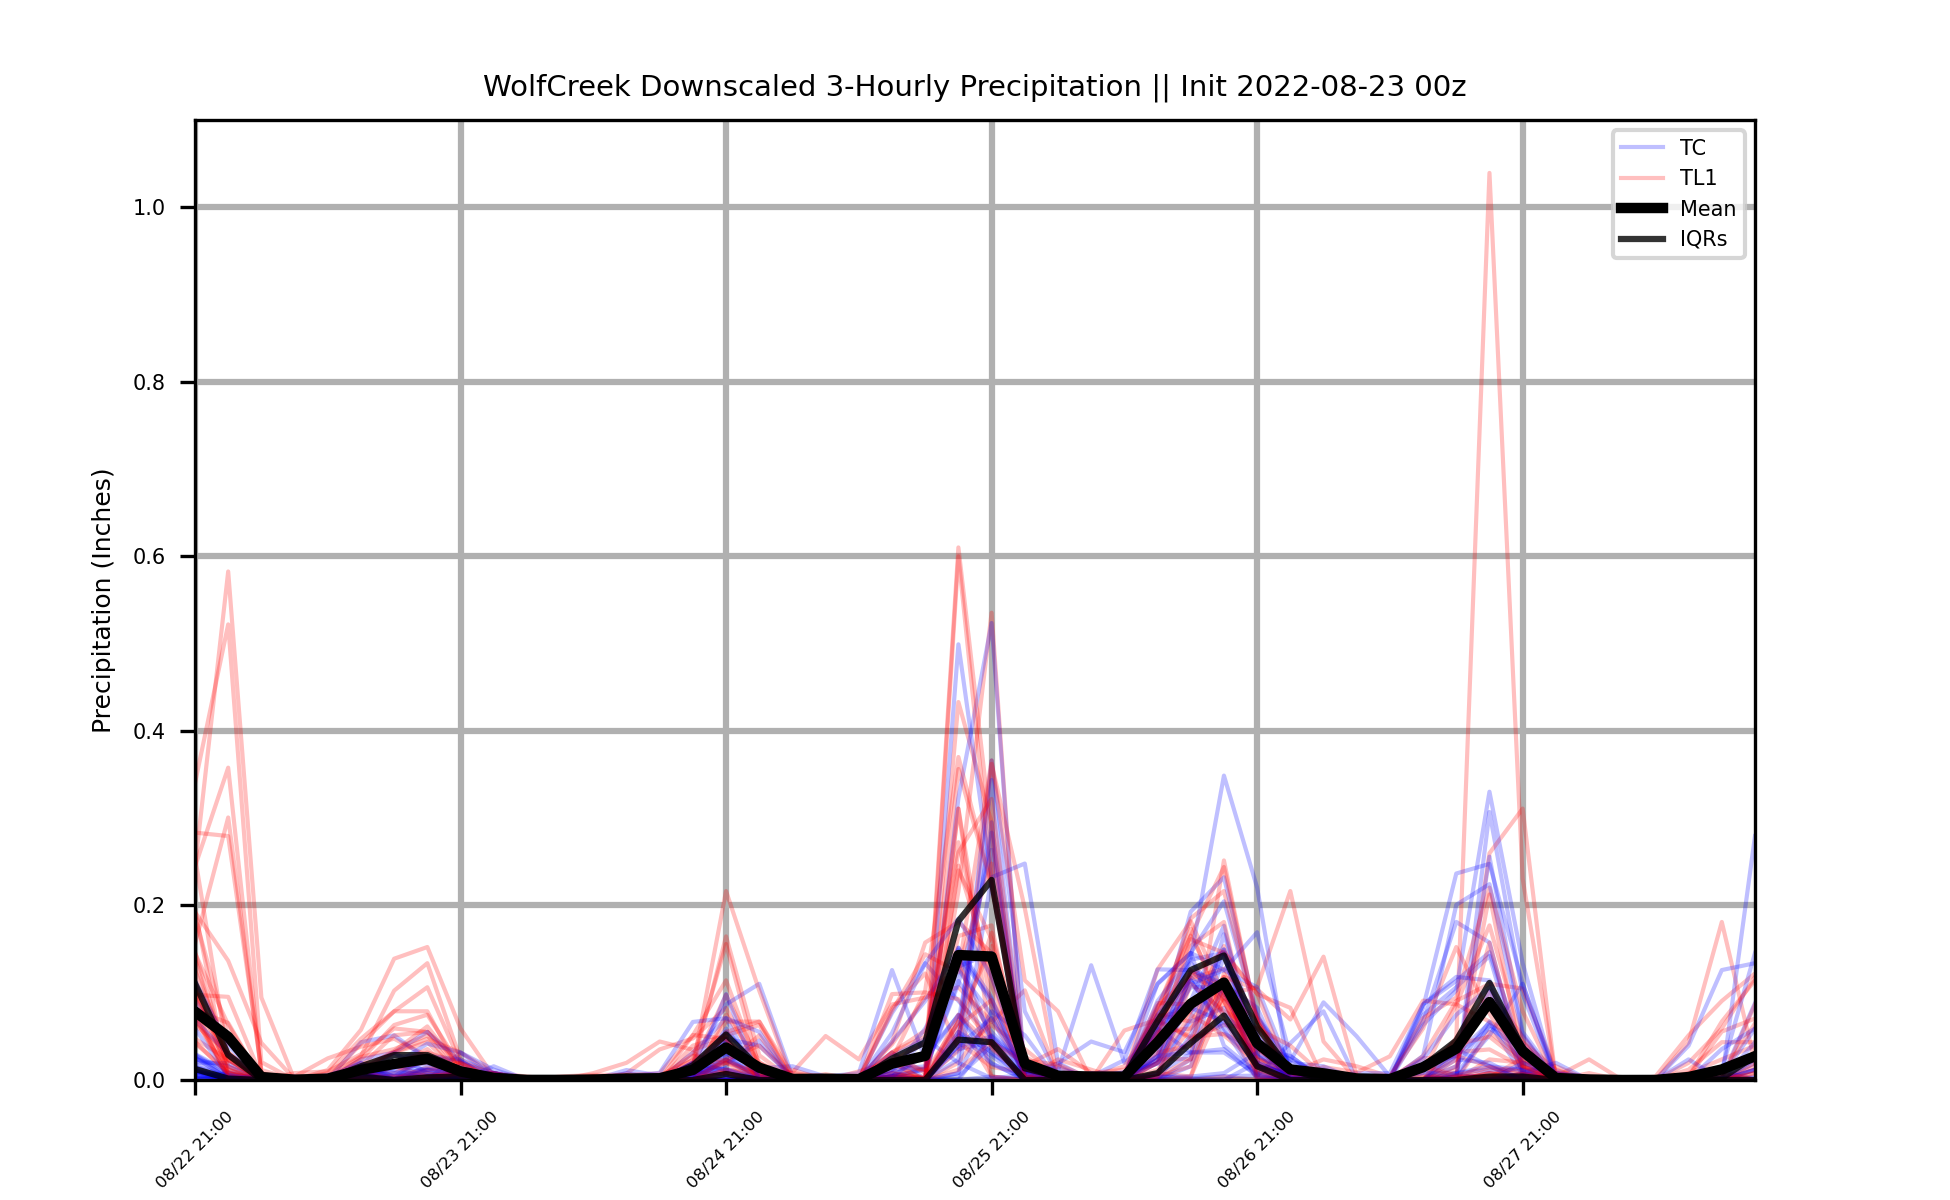 WolfCreek Downscaled 3-Hourly Precipitation || Init 2022-08-23 00z
TC
TL1
Mean
IQRs
Precipitation (Inches)
1.0
0.8
0.6
0.4
0.2
0.0
08/22 21:00
08/23 21:00
08/24 21:00
08/25 21:00
08/26 21:00
08/27 21:00